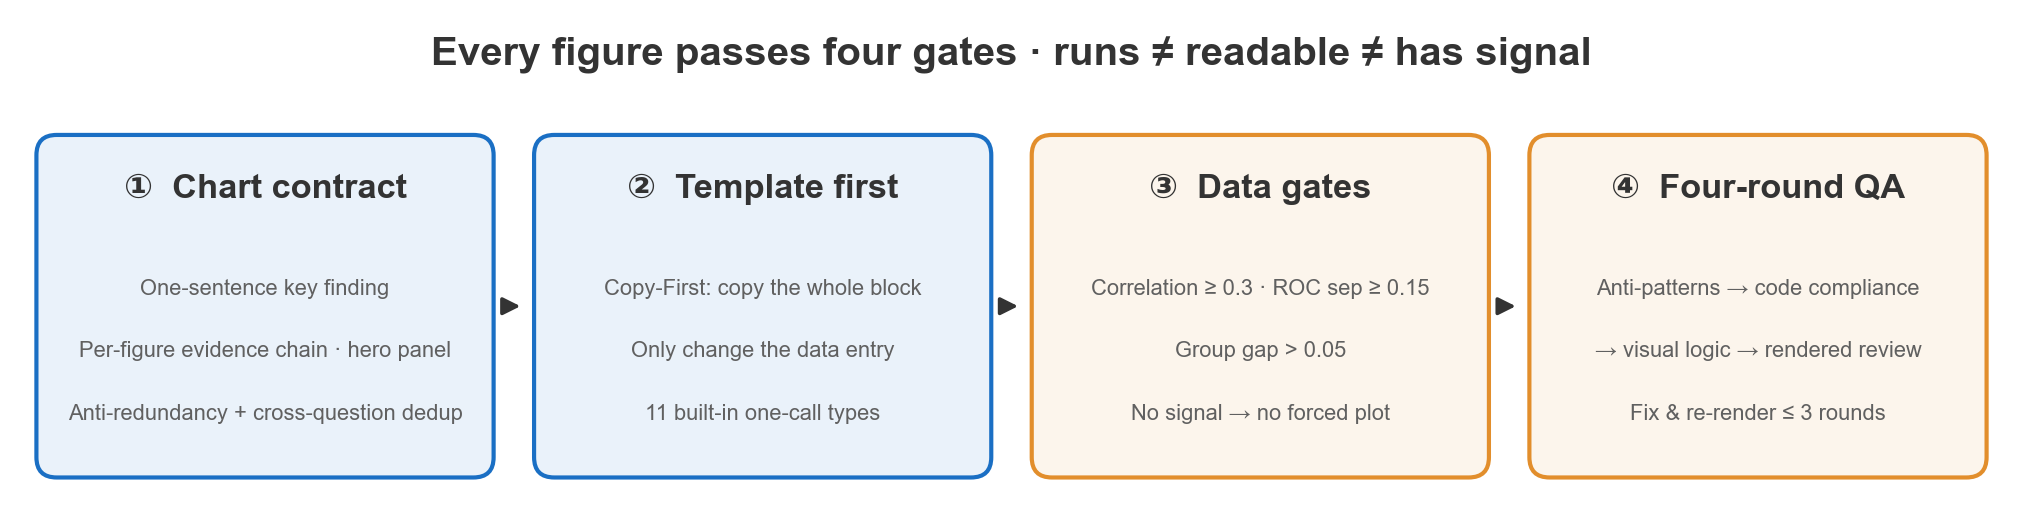 Every figure passes four gates · runs ≠ readable ≠ has signal
① Chart contract
One-sentence key finding
Per-figure evidence chain · hero panel
Anti-redundancy + cross-question dedup
② Template first
Copy-First: copy the whole block
Only change the data entry
11 built-in one-call types
③ Data gates
Correlation ≥ 0.3 · ROC sep ≥ 0.15
Group gap > 0.05
No signal → no forced plot
④ Four-round QA
Anti-patterns → code compliance
→ visual logic → rendered review
Fix & re-render ≤ 3 rounds